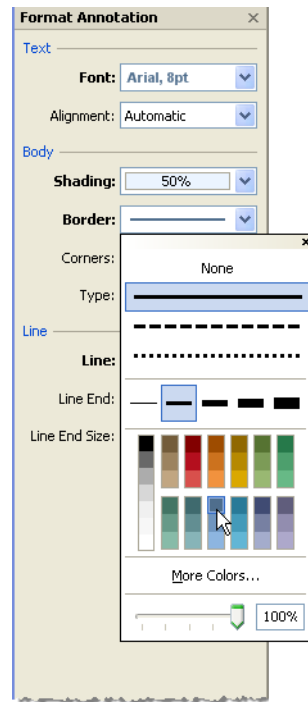 Format Annotation
Text
Font: Arial, 8pt
Alignment: Automatic
Body
Shading: 50%
Border:
Corners:
None
Type:
Line
Line:
Line End:
Line End Size:
More Colors...
100%